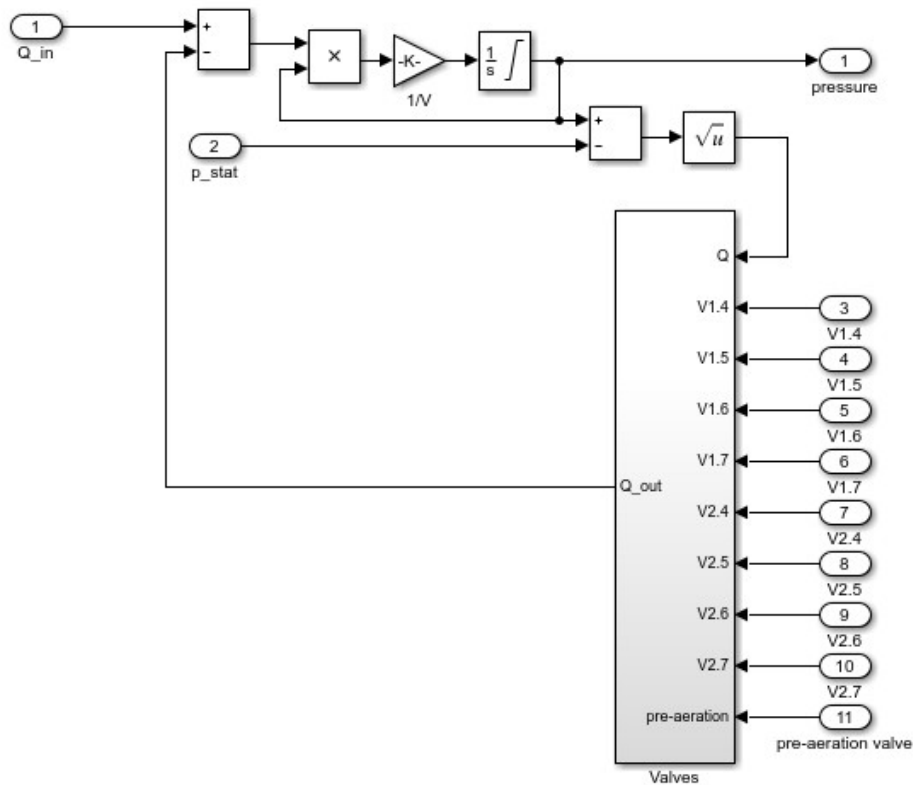 1
Q_in
+
−
×
-K-
1/V
1
s
∫
1
pressure
2
p_stat
+
−
√u
Q
V1.4
3
V1.4
V1.5
4
V1.5
V1.6
5
V1.6
V1.7
6
V1.7
Q_out
V2.4
7
V2.4
V2.5
8
V2.5
V2.6
9
V2.6
V2.7
10
V2.7
pre-aeration
11
pre-aeration valve
Valves